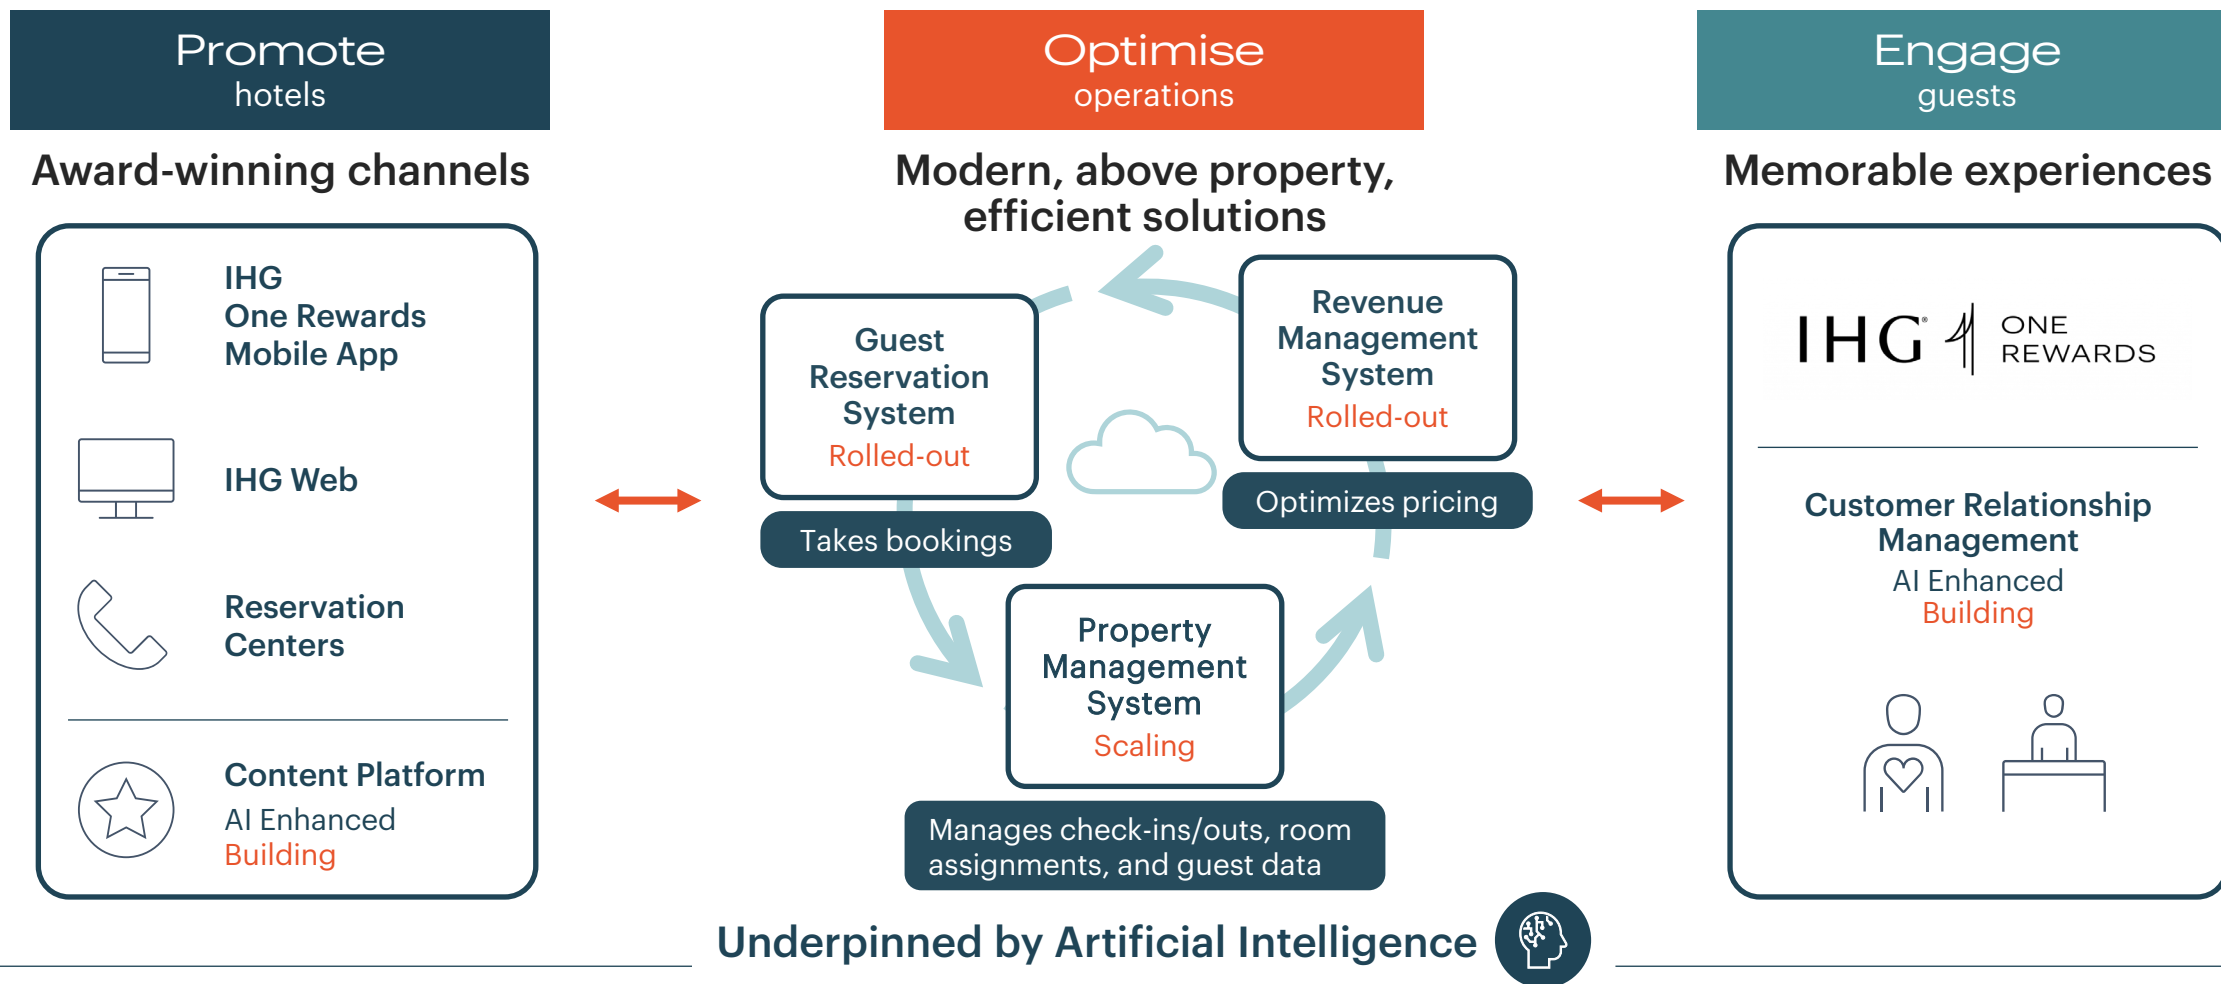 Promote
hotels
Award-winning channels
IHG
One Rewards
Mobile App
IHG Web
Reservation
Centers
Content Platform
AI Enhanced
Building
Optimise
operations
Modern, above property,
efficient solutions
Guest
Reservation
System
Rolled-out
Takes bookings
Revenue
Management
System
Rolled-out
Optimizes pricing
Property
Management
System
Scaling
Manages check-ins/outs, room
assignments, and guest data
Engage
guests
Memorable experiences
IHG® ONE
REWARDS
Customer Relationship
Management
AI Enhanced
Building
Underpinned by Artificial Intelligence